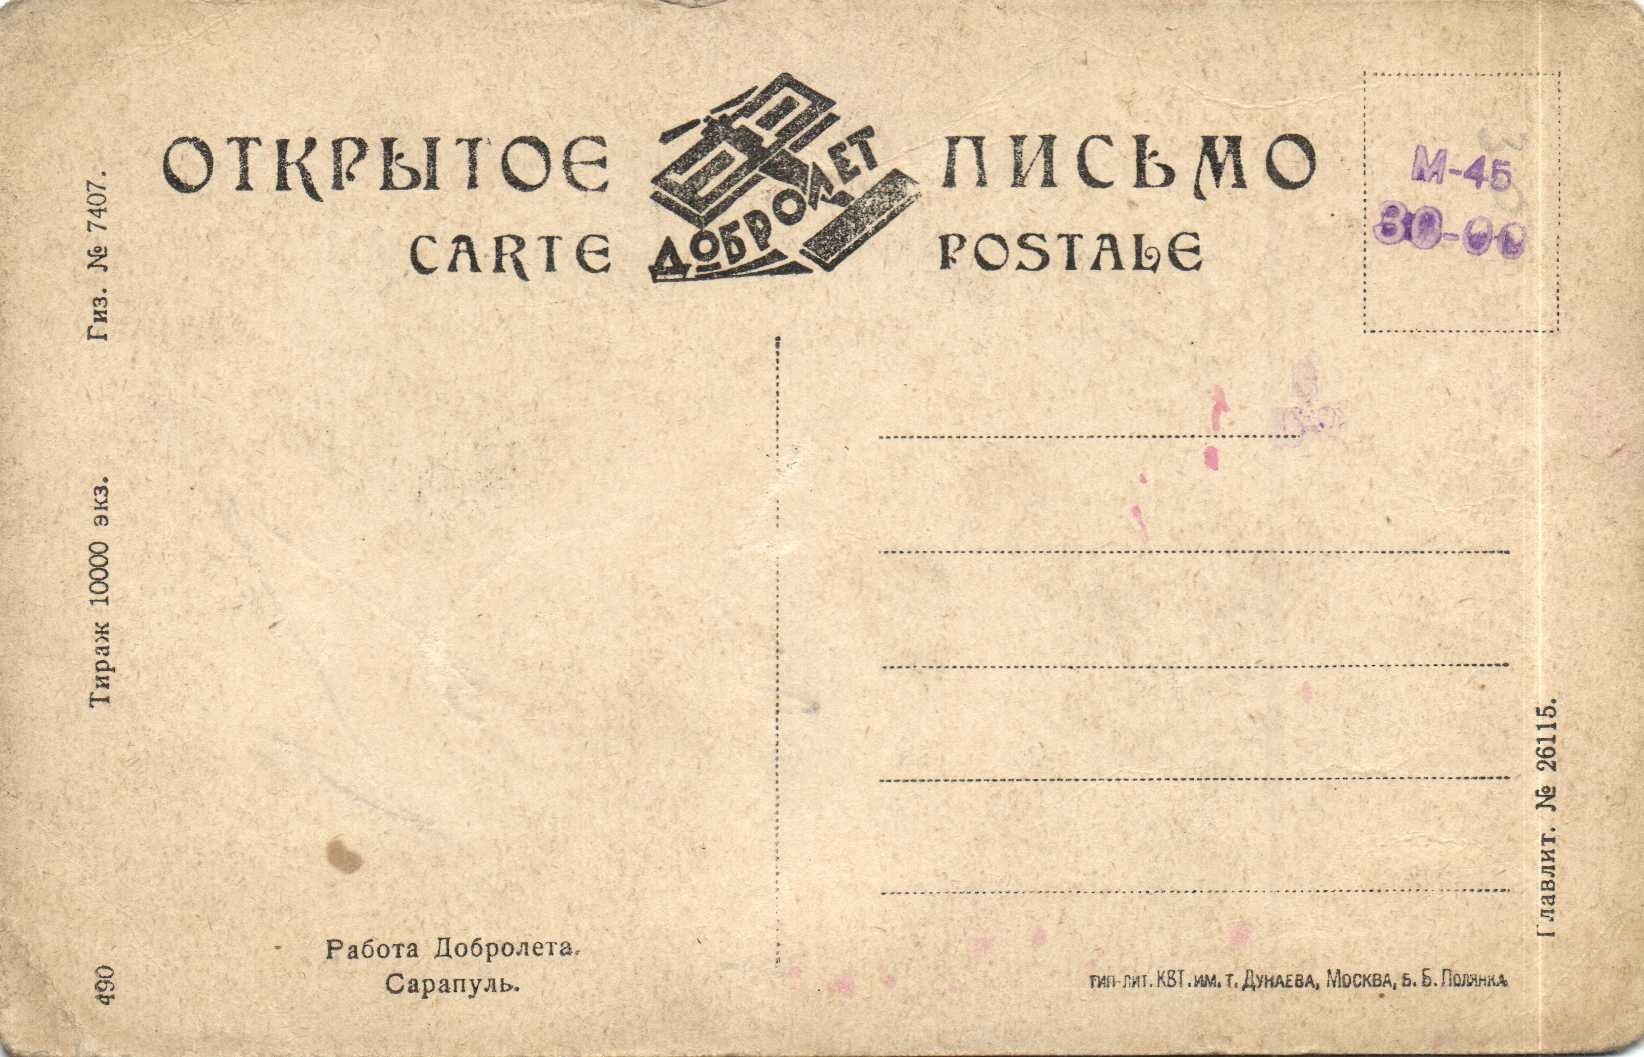 ОТКРЫТОЕ ПИСЬМО
ДОБРОЛЕТ
CARTE POSTALE
М-45
30-00
Гиз. № 7407.
Тираж 10000 экз.
490
Работа Добролета.
Сарапуль.
Главлит. № 26115.
ТИП-ЛИТ. КВТ. ИМ. Т. ДУНАЕВА, МОСКВА, Б. Б. ПОЛЯНКА